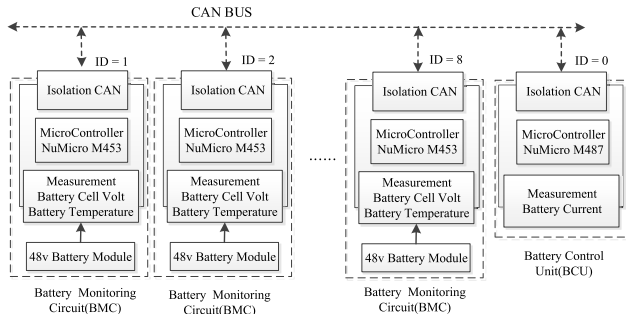 CAN BUS
ID = 1
Isolation CAN
MicroController
NuMicro M453
Measurement
Battery Cell Volt
Battery Temperature
48v Battery Module
Battery Monitoring
Circuit(BMC)
ID = 2
Isolation CAN
MicroController
NuMicro M453
Measurement
Battery Cell Volt
Battery Temperature
48v Battery Module
Battery Monitoring
Circuit(BMC)
......
ID = 8
Isolation CAN
MicroController
NuMicro M453
Measurement
Battery Cell Volt
Battery Temperature
48v Battery Module
Battery Monitoring
Circuit(BMC)
ID = 0
Isolation CAN
MicroController
NuMicro M487
Measurement
Battery Current
Battery Control
Unit(BCU)